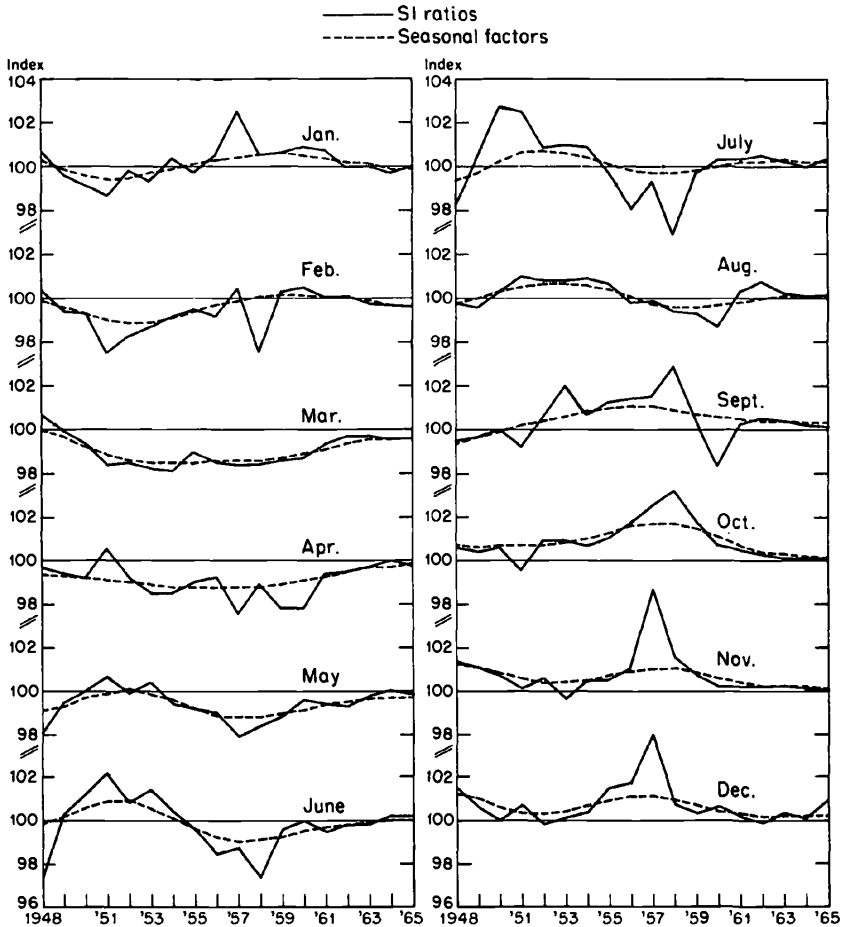 SI ratios
Seasonal factors
Index
104
102
100
98
102
100
98
102
100
98
102
100
98
102
100
98
102
100
98
96
Jan.
Feb.
Mar.
Apr.
May
June
1948 '51 '53 '55 '57 '59 '61 '63 '65
Index
104
102
100
98
102
100
98
102
100
98
102
100
98
102
100
98
102
100
98
96
July
Aug.
Sept.
Oct.
Nov.
Dec.
1948 '51 '53 '55 '57 '59 '61 '63 '65